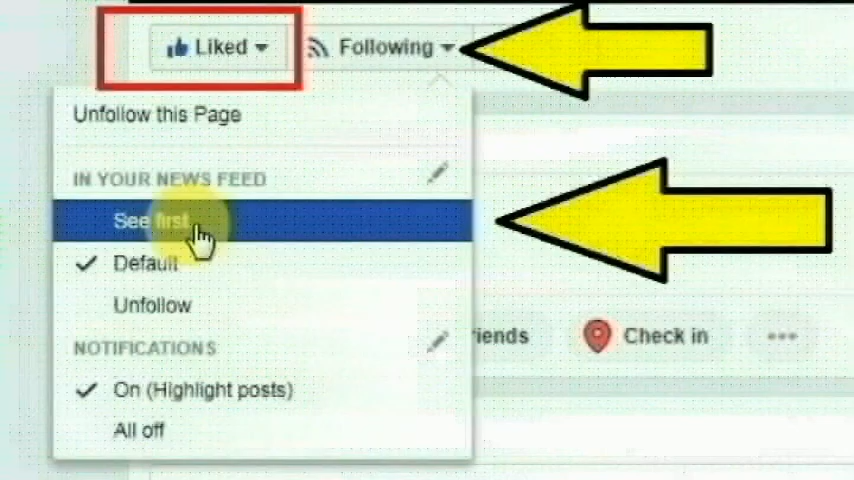 Liked Following
Unfollow this Page
IN YOUR NEWS FEED
See first
Default
Unfollow
riends Check in
NOTIFICATIONS
On (Highlight posts)
All off